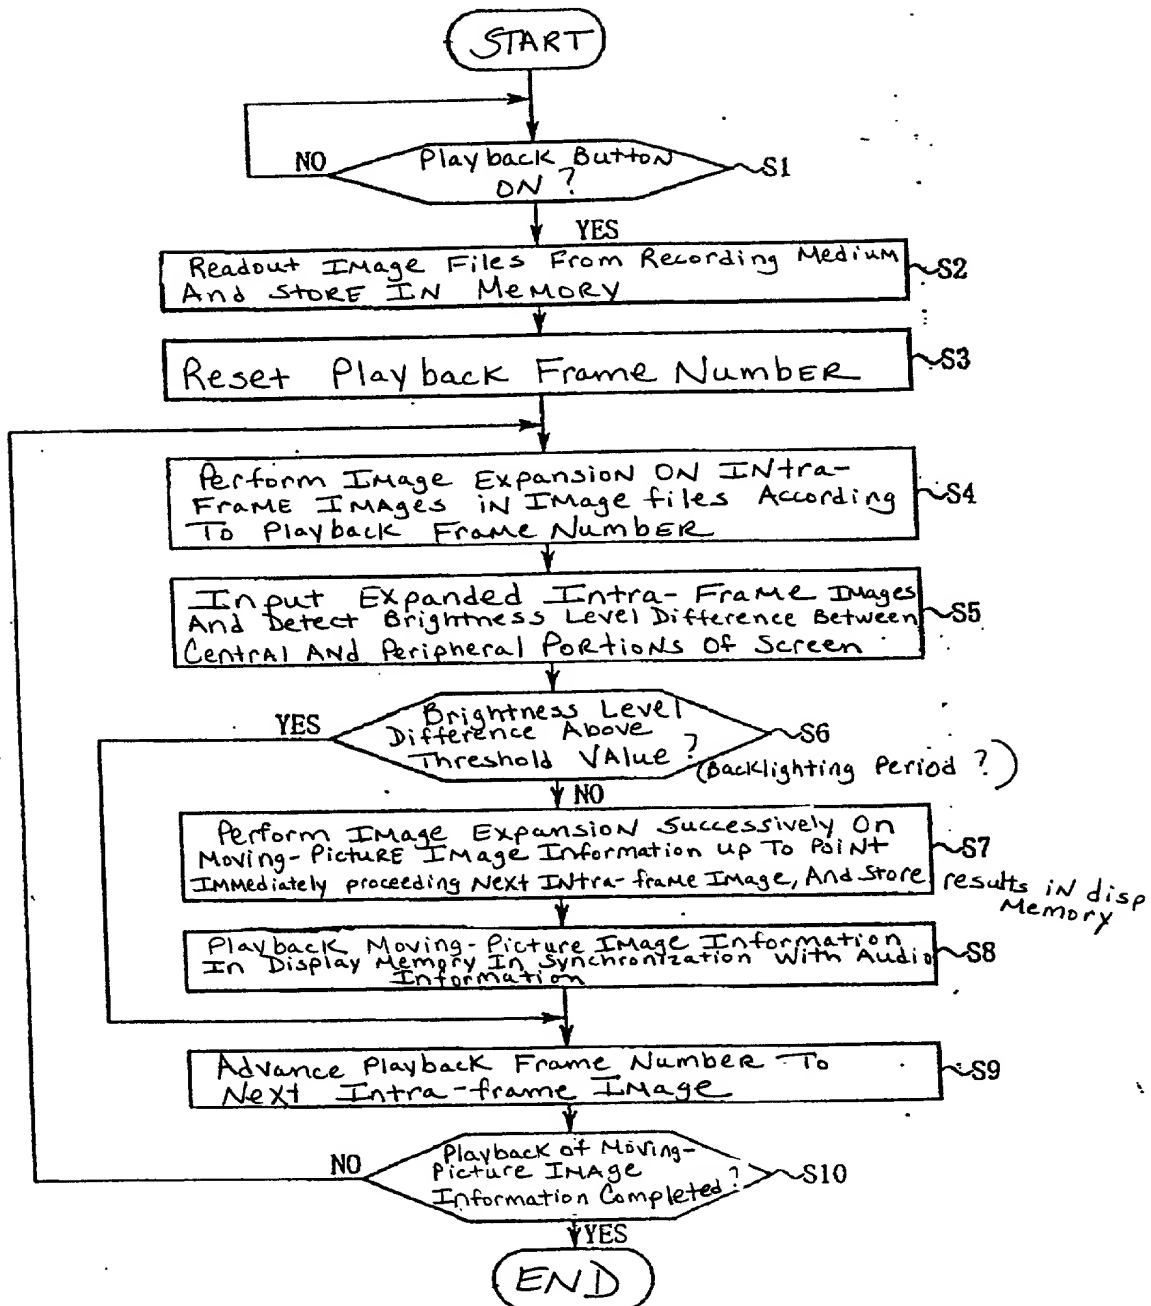 START
NO
Playback Button
ON ?
S1
YES
Readout Image Files From Recording Medium
And Store In Memory
S2
Reset Playback Frame Number
S3
Perform Image Expansion On Intra-
Frame Images in Image files According
To Playback Frame Number
S4
Input Expanded Intra-Frame Images
And Detect Brightness Level Difference Between
Central And Peripheral Portions Of Screen
S5
YES
Brightness Level
Difference Above
Threshold Value ?
(Backlighting Period ?)
S6
NO
Perform Image Expansion Successively On
Moving-Picture Image Information up To Point
Immediately proceeding Next Intra-frame Image, And Store results in disp
Memory
S7
Playback Moving-Picture Image Information
In Display Memory In Synchronization With Audio
Information
S8
Advance Playback Frame Number To
Next Intra-frame Image
S9
NO
Playback of Moving-
Picture Image
Information Completed ?
S10
YES
END